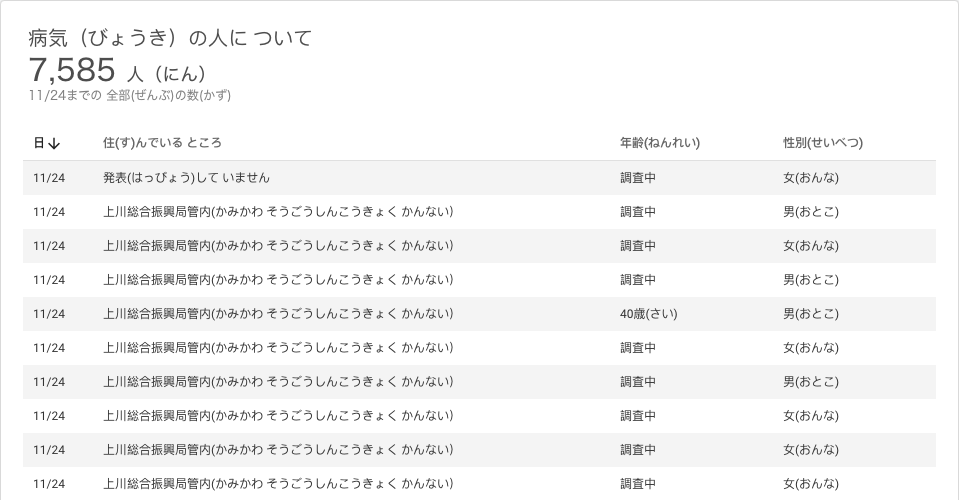 病気（びょうき）の人に ついて
7,585 人（にん）
11/24までの 全部(ぜんぶ)の数(かず)
日↓ 住(す)んでいる ところ 年齢(ねんれい) 性別(せいべつ)
11/24 発表(はっぴょう)して いません 調査中 女(おんな)
11/24 上川総合振興局管内(かみかわ そうごうしんこうきょく かんない) 調査中 男(おとこ)
11/24 上川総合振興局管内(かみかわ そうごうしんこうきょく かんない) 調査中 女(おんな)
11/24 上川総合振興局管内(かみかわ そうごうしんこうきょく かんない) 調査中 男(おとこ)
11/24 上川総合振興局管内(かみかわ そうごうしんこうきょく かんない) 40歳(さい) 男(おとこ)
11/24 上川総合振興局管内(かみかわ そうごうしんこうきょく かんない) 調査中 女(おんな)
11/24 上川総合振興局管内(かみかわ そうごうしんこうきょく かんない) 調査中 男(おとこ)
11/24 上川総合振興局管内(かみかわ そうごうしんこうきょく かんない) 調査中 女(おんな)
11/24 上川総合振興局管内(かみかわ そうごうしんこうきょく かんない) 調査中 女(おんな)
11/24 上川総合振興局管内(かみかわ そうごうしんこうきょく かんない) 調査中 女(おんな)